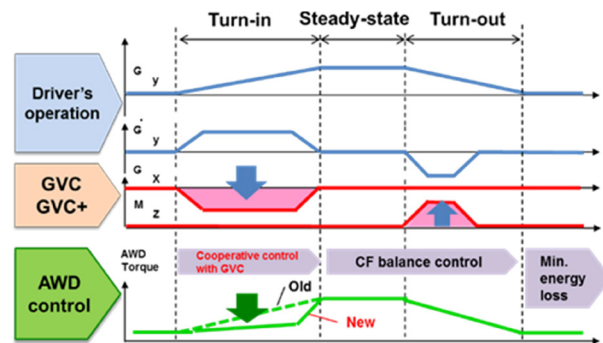 Turn-in Steady-state Turn-out
Driver's
operation
G
y
G·
y
GVC
GVC+
G
X
M
Z
AWD
control
AWD
Torque
Cooperative control
with GVC
CF balance control
Min.
energy
loss
Old
New